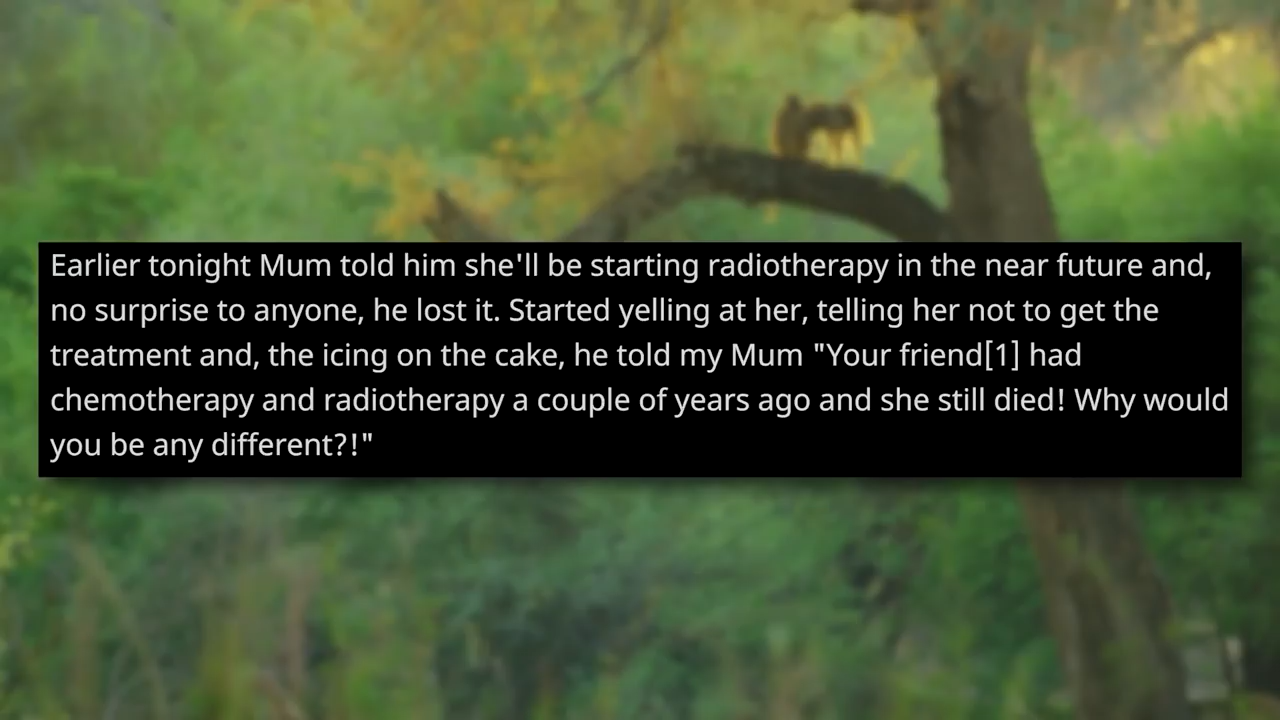 Earlier tonight Mum told him she'll be starting radiotherapy in the near future and,
no surprise to anyone, he lost it. Started yelling at her, telling her not to get the
treatment and, the icing on the cake, he told my Mum "Your friend[1] had
chemotherapy and radiotherapy a couple of years ago and she still died! Why would
you be any different?!"